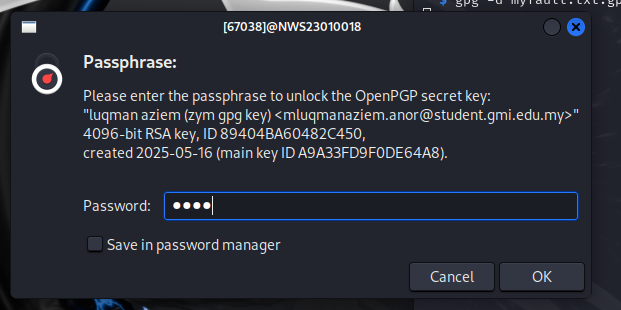 $ gpg -d myfault.txt.gp
[67038]@NWS23010018
Passphrase:
Please enter the passphrase to unlock the OpenPGP secret key:
"luqman aziem (zym gpg key) <mluqmanaziem.anor@student.gmi.edu.my>"
4096-bit RSA key, ID 89404BA60482C450,
created 2025-05-16 (main key ID A9A33FD9F0DE64A8).
Password: ●●●●
Save in password manager
Cancel OK